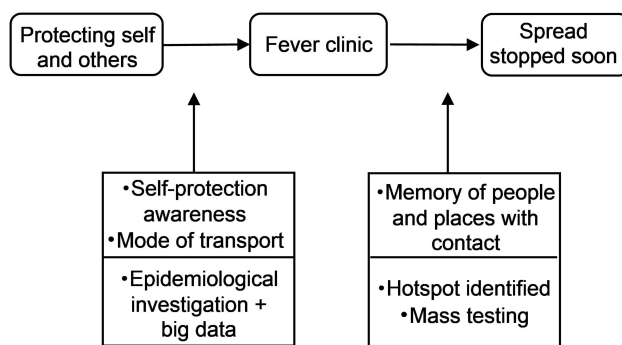 Protecting self
and others
Fever clinic
Spread
stopped soon
•Self-protection
awareness
•Mode of transport
•Epidemiological
investigation +
big data
•Memory of people
and places with
contact
•Hotspot identified
•Mass testing